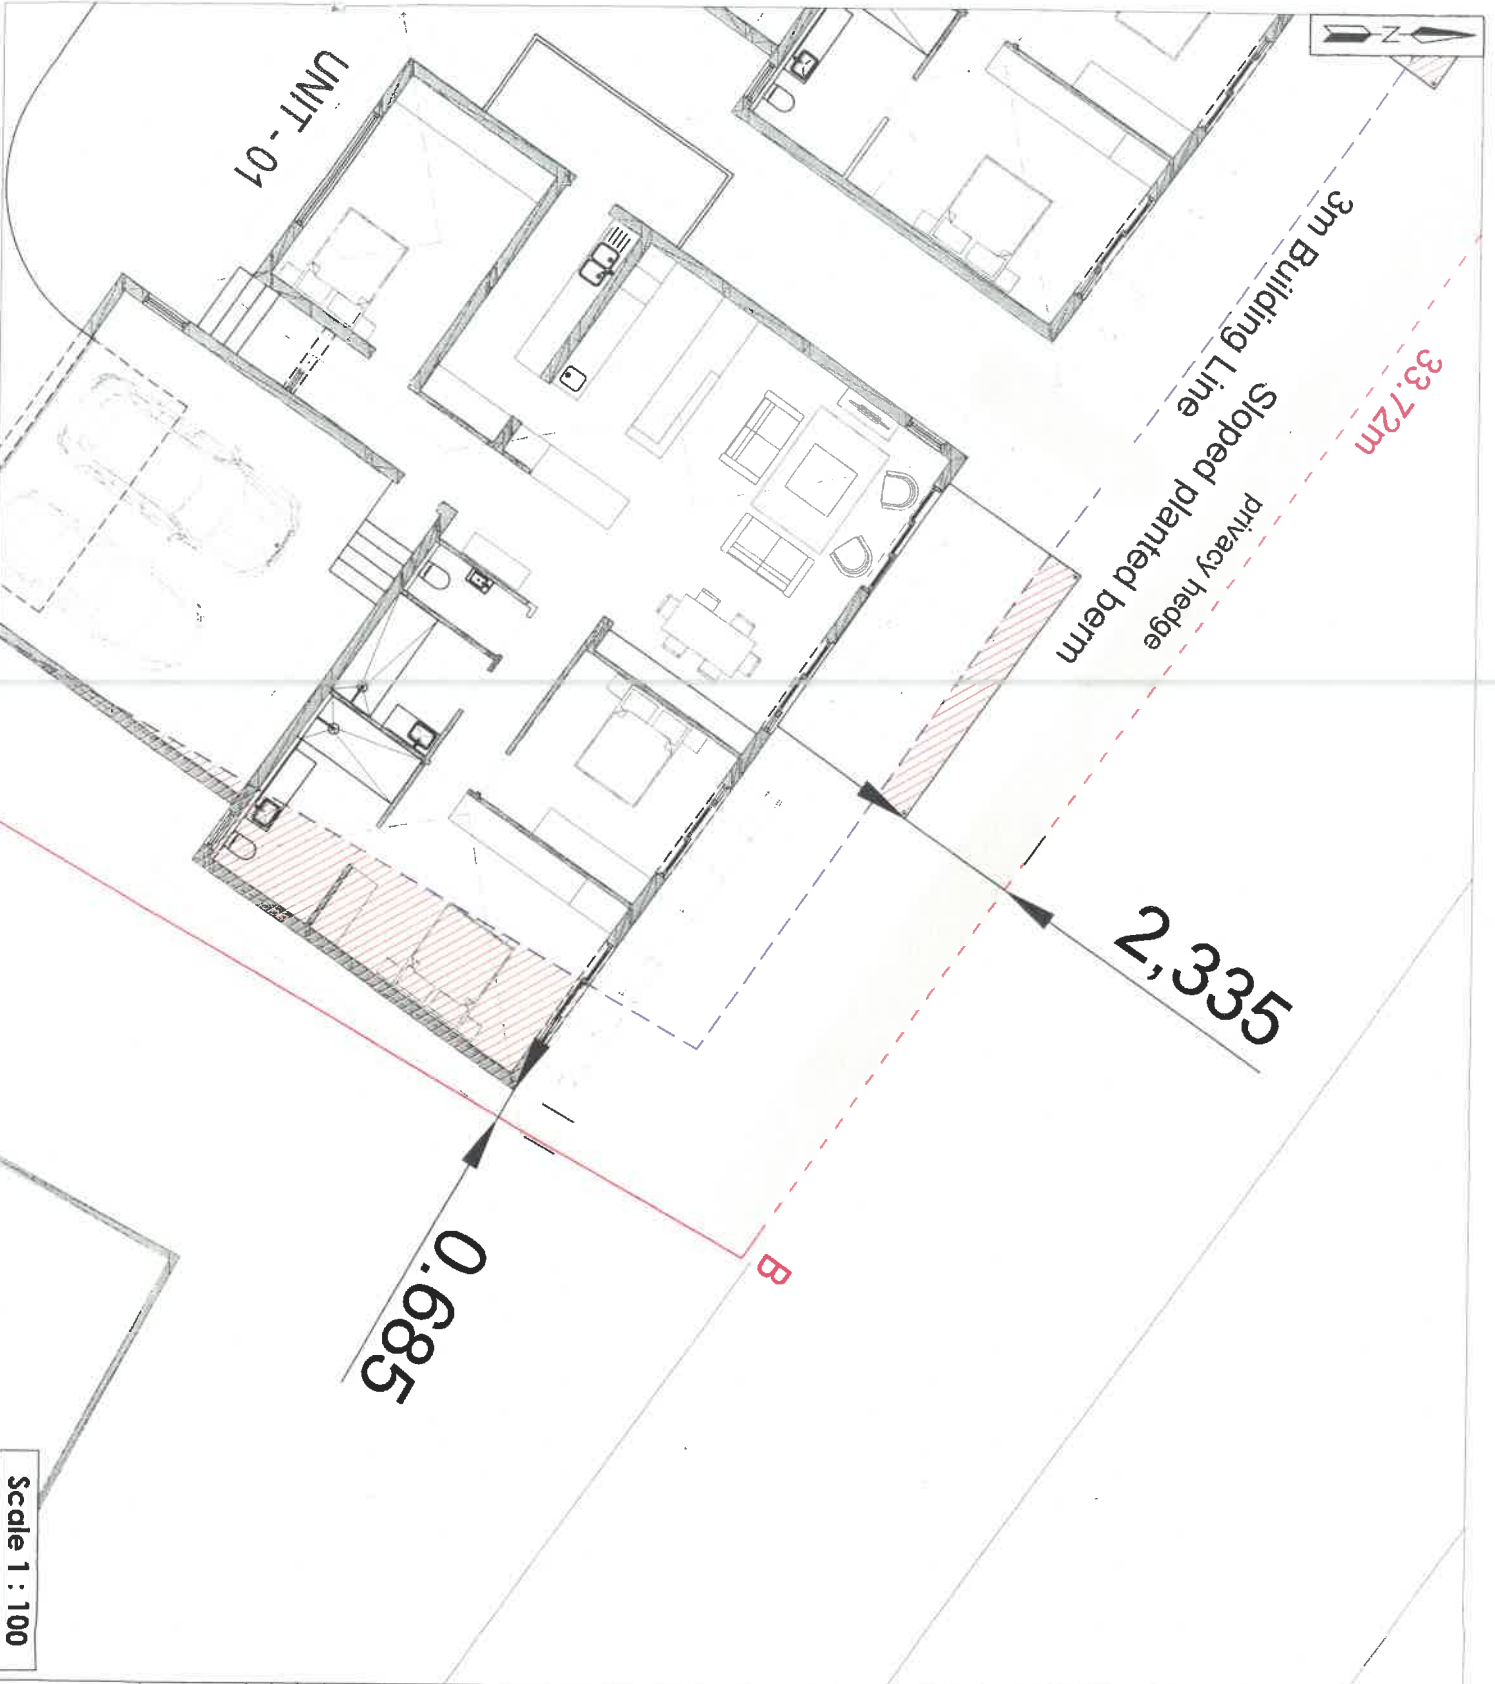 N
UNIT - 01
3m Building Line
33.72m
Sloped planted berm
privacy hedge
2,335
0.685
B
Scale 1 : 100